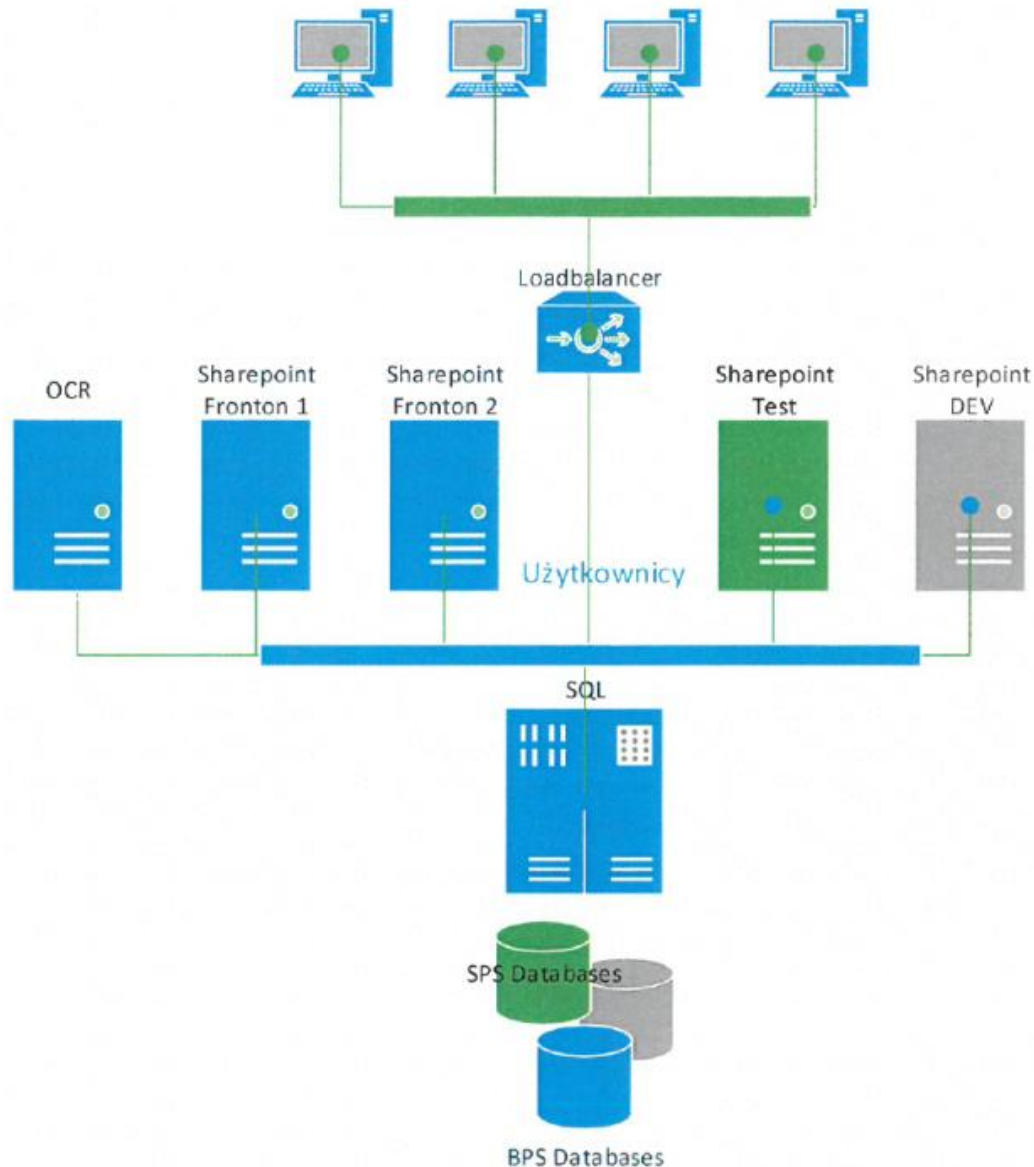 Loadbalancer
OCR
Sharepoint
Fronton 1
Sharepoint
Fronton 2
Sharepoint
Test
Sharepoint
DEV
Użytkownicy
SQL
SPS Databases
BPS Databases